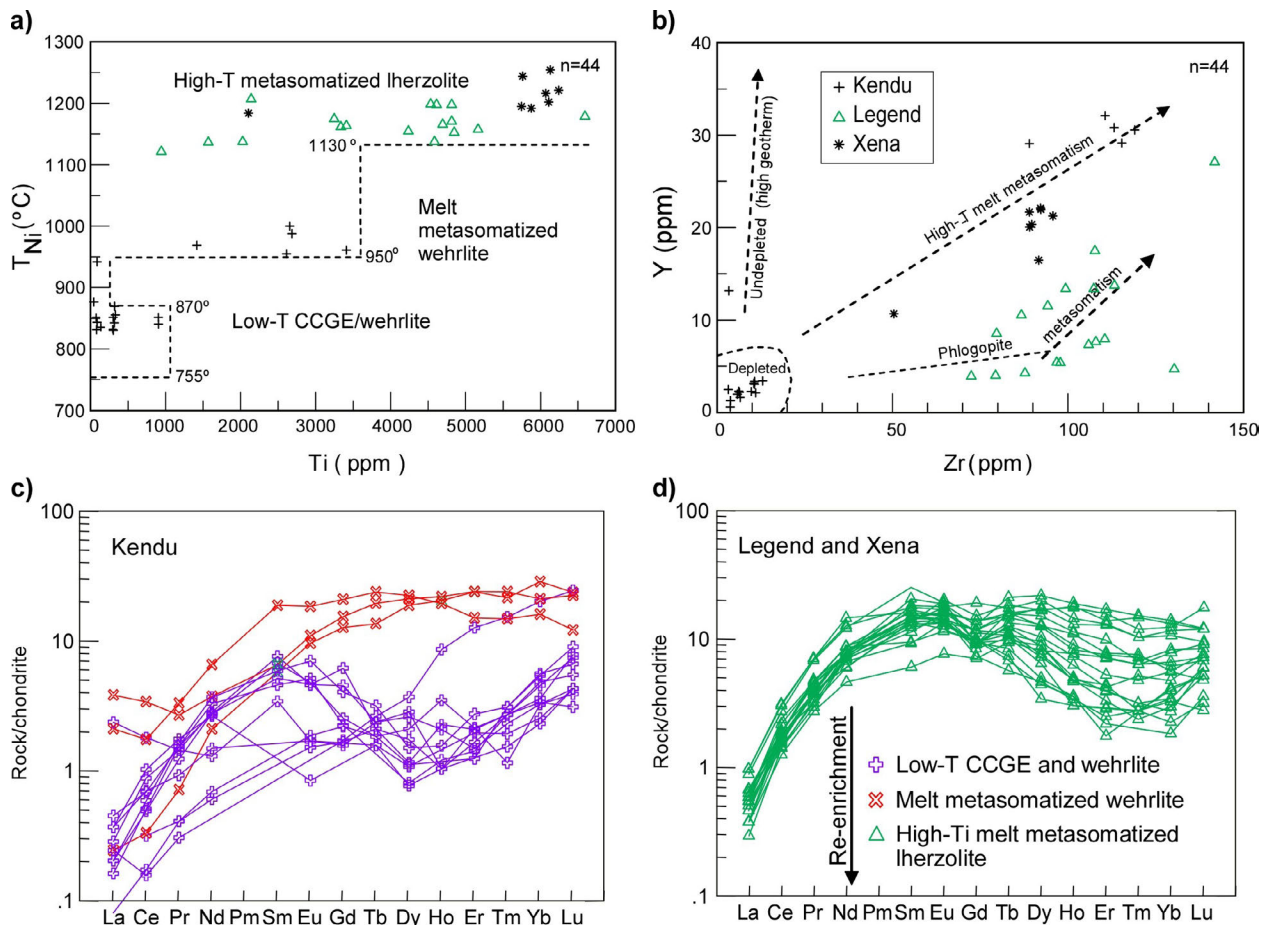 a)
1300
1200
1100
1000
900
800
700
T Ni (ºC)
High-T metasomatized lherzolite
n=44
1130 º
Melt
metasomatized
wehrlite
950º
870º
Low-T CCGE/wehrlite
755º
0 1000 2000 3000 4000 5000 6000 7000
Ti ( ppm )
b)
40
30
20
10
0
Y (ppm)
n=44
Kendu
Legend
Xena
Undepleted (high geotherm)
High-T melt metasomatism
metasomatism
Phlogopite
Depleted
0 50 100 150
Zr (ppm)
c)
100
10
1
.1
Rock/chondrite
Kendu
La Ce Pr Nd Pm Sm Eu Gd Tb Dy Ho Er Tm Yb Lu
d)
100
10
1
.1
Rock/chondrite
Legend and Xena
Re-enrichment
Low-T CCGE and wehrlite
Melt metasomatized wehrlite
High-Ti melt metasomatized
lherzolite
La Ce Pr Nd Pm Sm Eu Gd Tb Dy Ho Er Tm Yb Lu